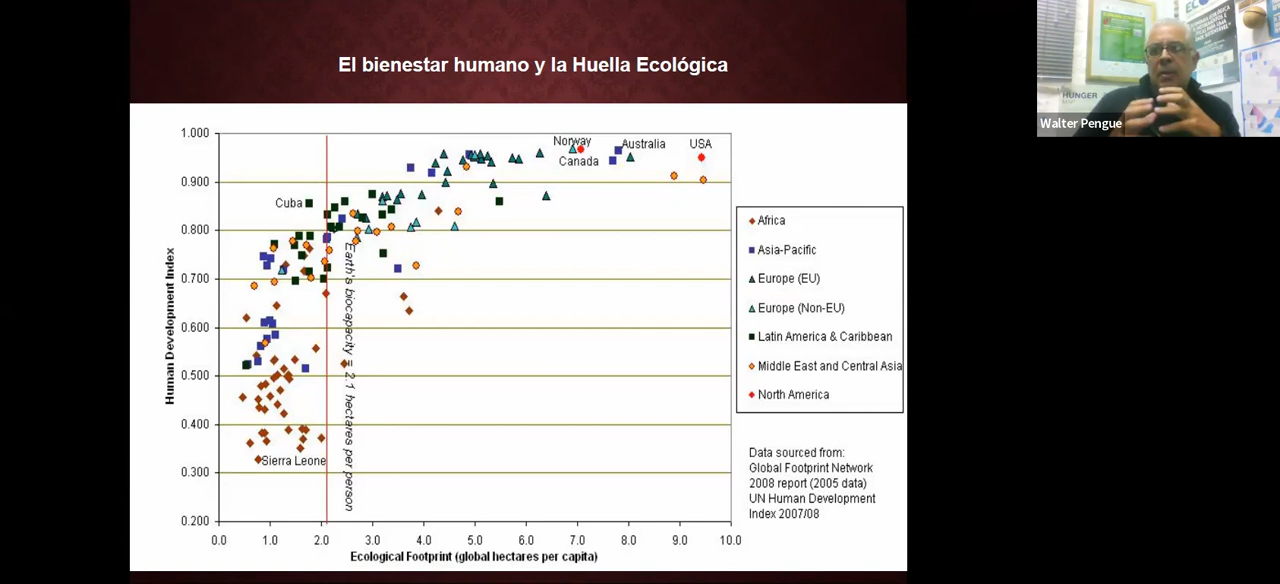 El bienestar humano y la Huella Ecológica
HUNGER
Walter Pengue
Human Development Index
1.000
0.900
0.800
0.700
0.600
0.500
0.400
0.300
0.200
Norway
Canada
Australia
USA
Cuba
Sierra Leone
Earth's biocapacity = 2.1 hectares per person
0.0 1.0 2.0 3.0 4.0 5.0 6.0 7.0 8.0 9.0 10.0
Ecological Footprint (global hectares per capita)
Africa
Asia-Pacific
Europe (EU)
Europe (Non-EU)
Latin America & Caribbean
Middle East and Central Asia
North America
Data sourced from:
Global Footprint Network
2008 report (2005 data)
UN Human Development
Index 2007/08